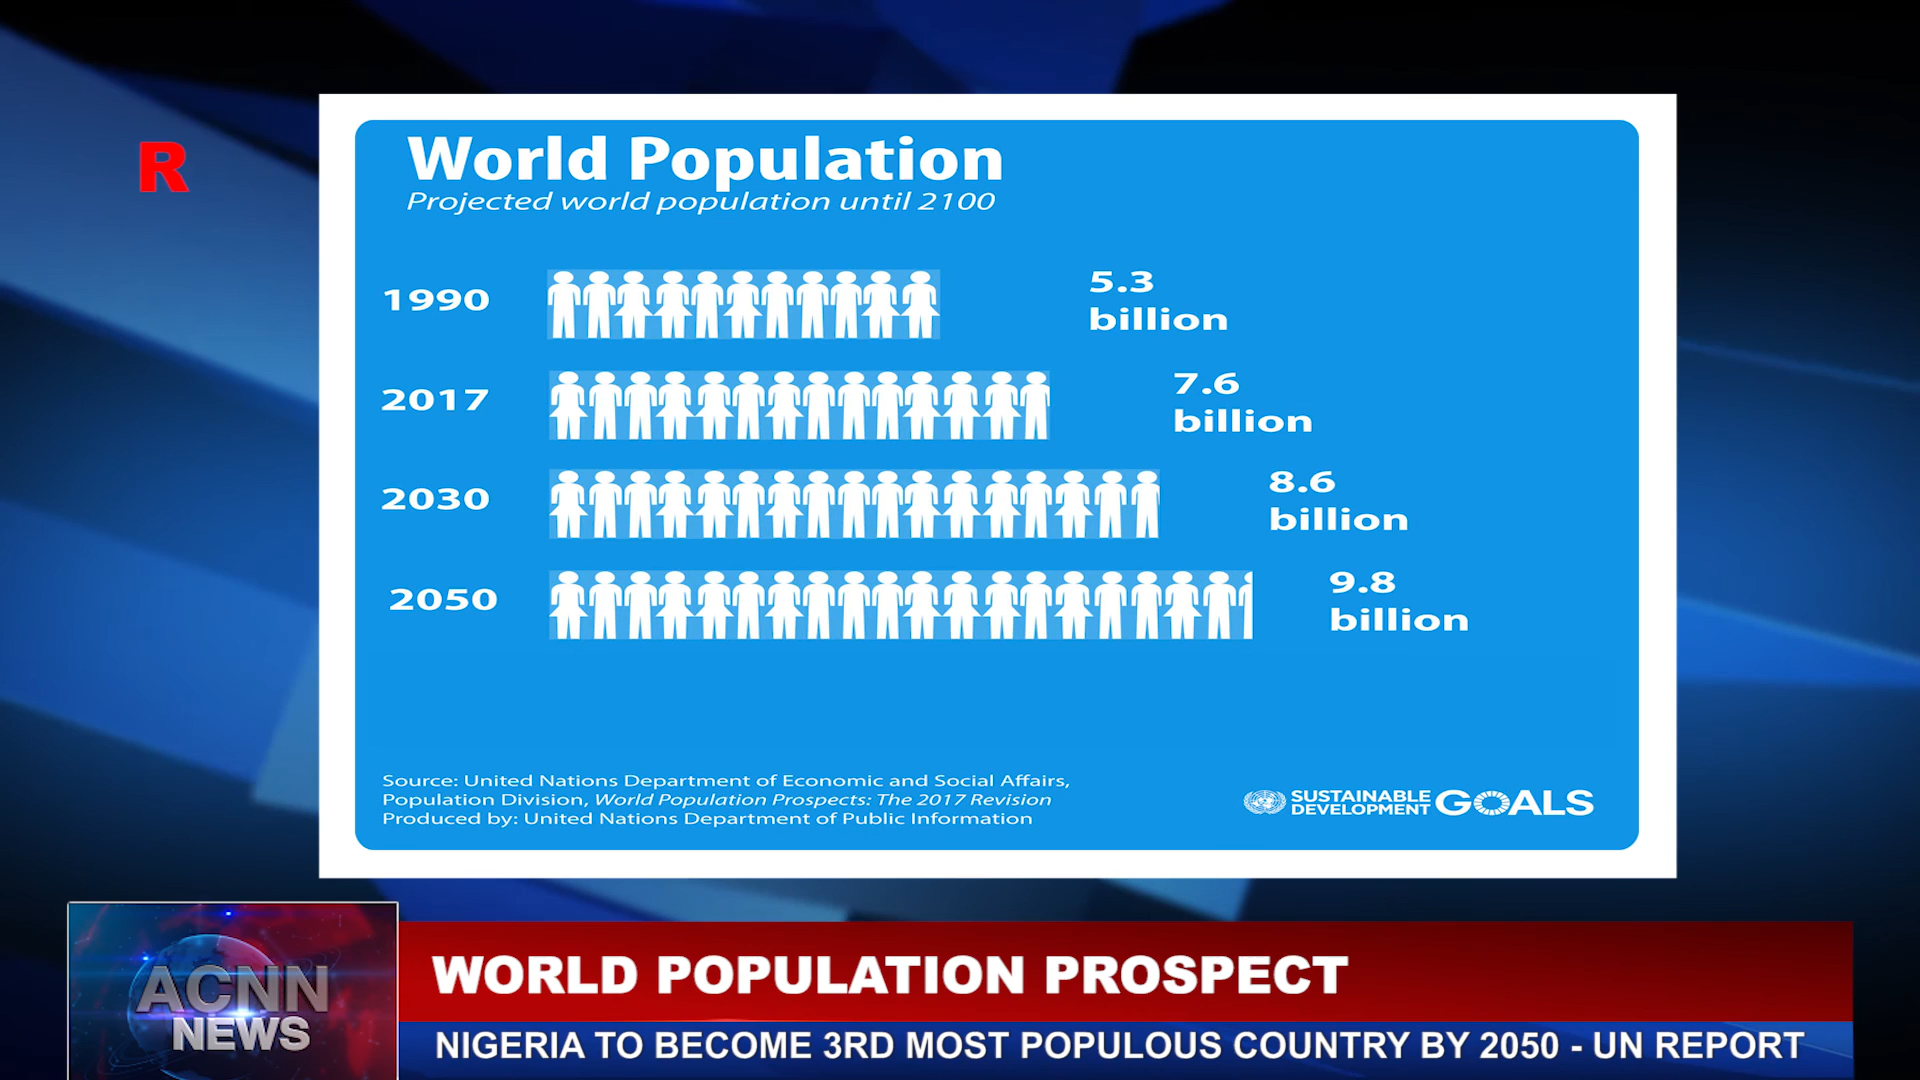 R
World Population
Projected world population until 2100
1990
5.3
billion
2017
7.6
billion
2030
8.6
billion
2050
9.8
billion
Source: United Nations Department of Economic and Social Affairs,
Population Division, World Population Prospects: The 2017 Revision
Produced by: United Nations Department of Public Information
SUSTAINABLE
DEVELOPMENT GOALS
ACNN
NEWS
WORLD POPULATION PROSPECT
NIGERIA TO BECOME 3RD MOST POPULOUS COUNTRY BY 2050 - UN REPORT